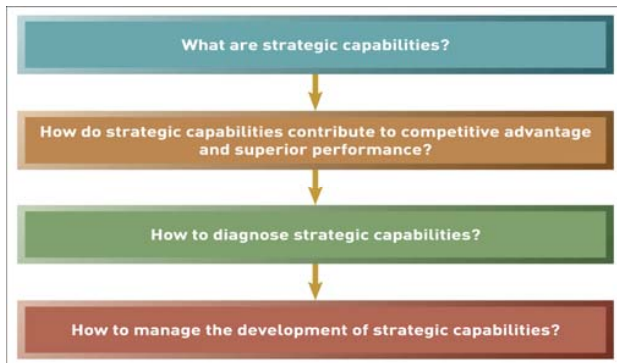 What are strategic capabilities?
How do strategic capabilities contribute to competitive advantage
and superior performance?
How to diagnose strategic capabilities?
How to manage the development of strategic capabilities?